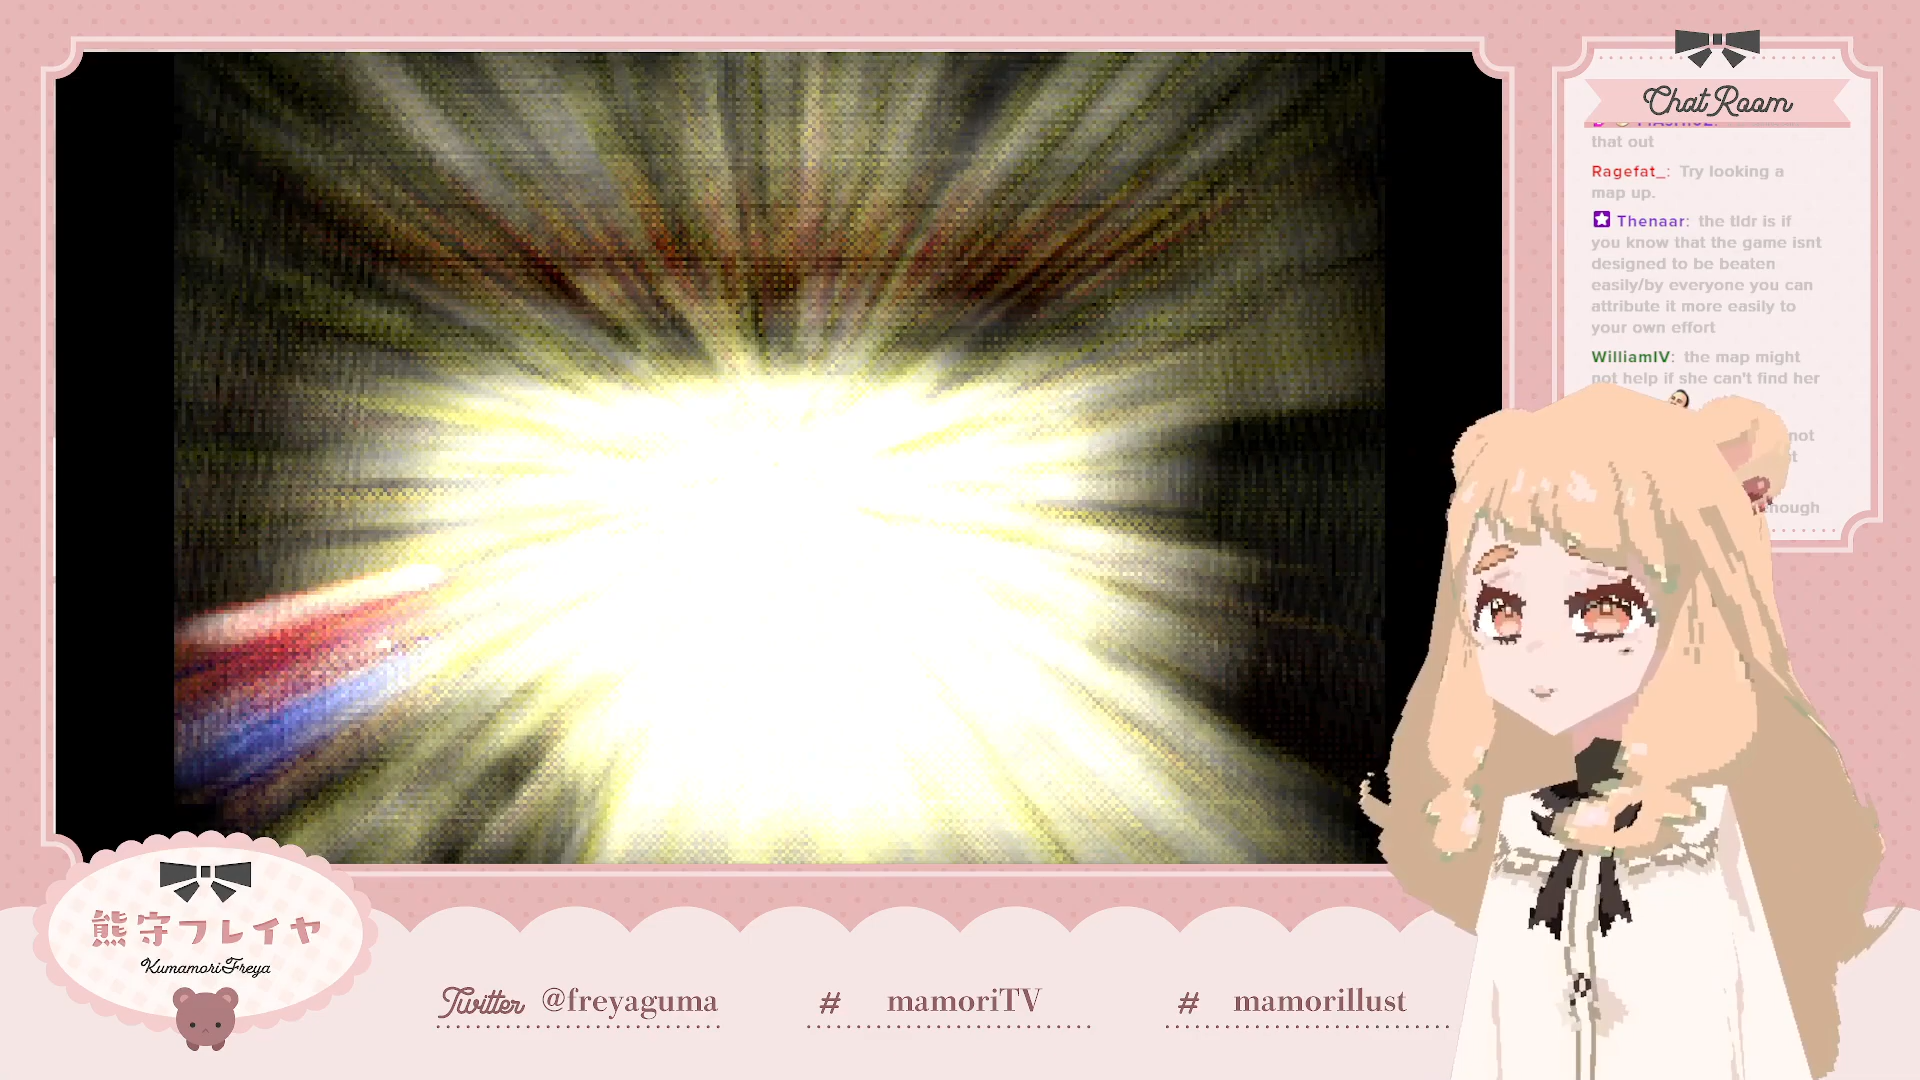 Chat Room
that out
Ragefat_: Try looking a
map up.
Thenaar: the tldr is if
you know that the game isnt
designed to be beaten
easily/by everyone you can
attribute it more easily to
your own effort
WilliamIV: the map might
not help if she can't find her
not
熊守フレイヤ
KumamoriFreya
Twitter @freyaguma
# mamoriTV
# mamorillust